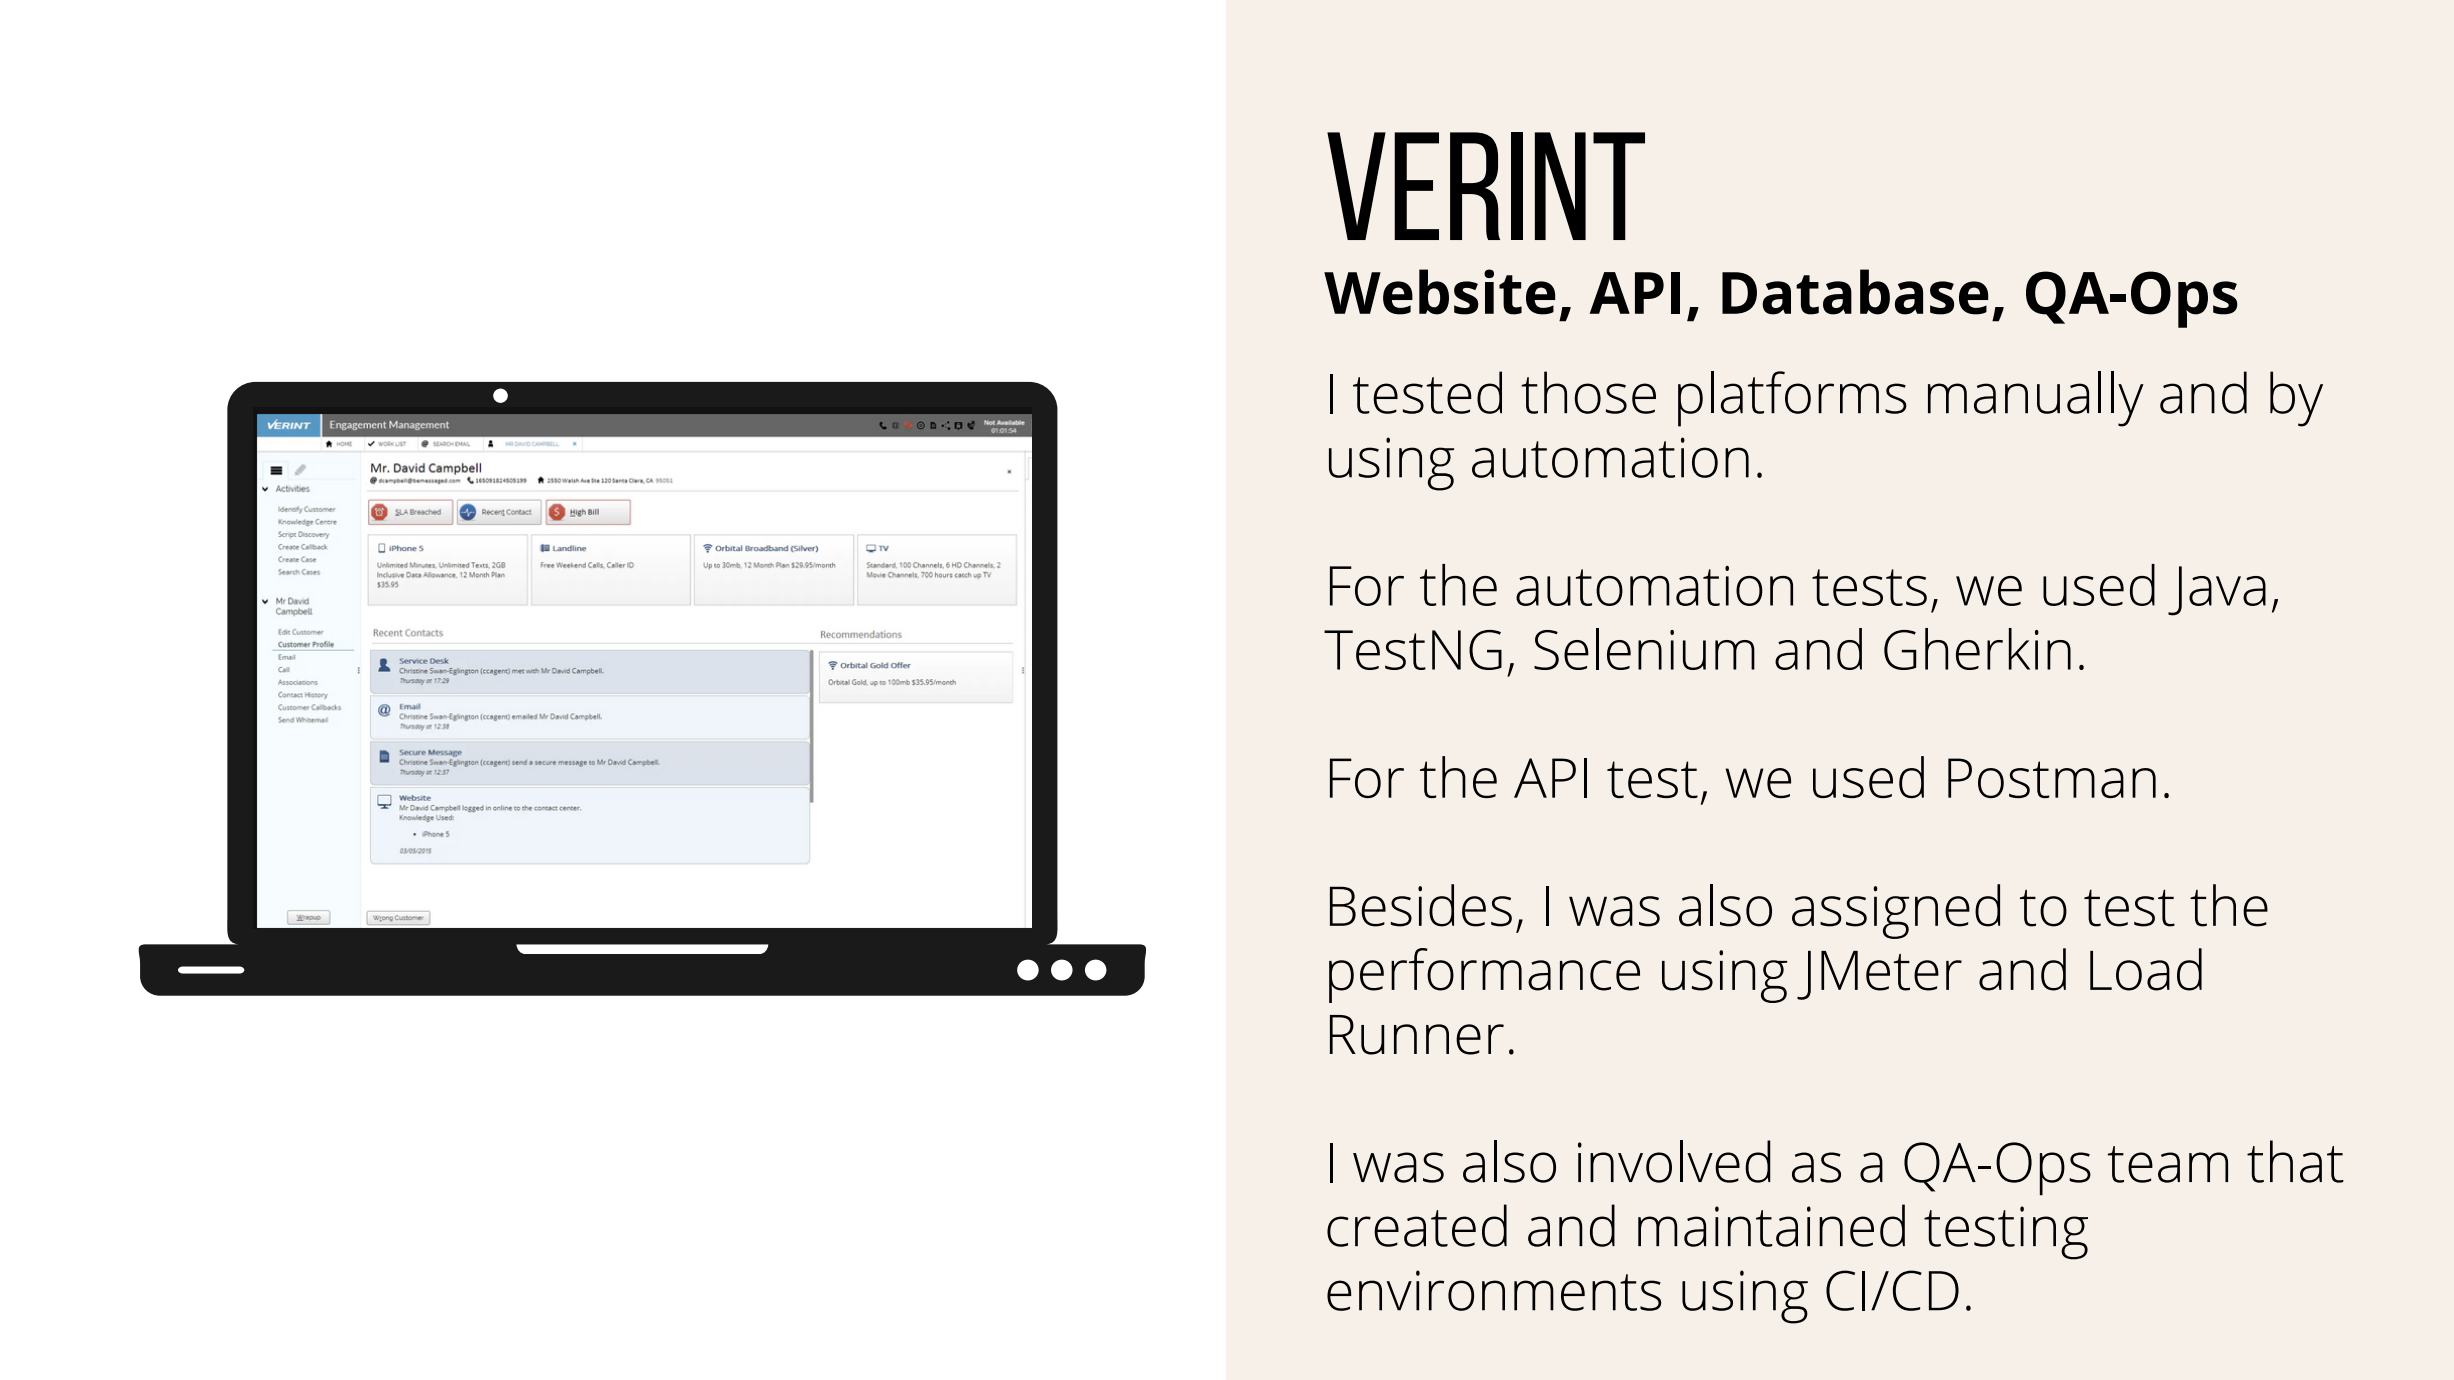 VERINT
Engagement Management
Not Available
01:01:54
HOME
WORK LIST
SEARCH EMAIL
MR DAVID CAMPBELL
Activities
Identify Customer
Knowledge Centre
Script Discovery
Create Callback
Create Case
Search Cases
Mr David
Campbell
Edit Customer
Customer Profile
Email
Call
Associations
Contact History
Customer Callbacks
Send Whitemail
Wrapup
Mr. David Campbell
dcampbell@bemessaged.com 165091824505199 2550 Walsh Ave Ste 120 Santa Clara, CA 95051
SLA Breached
Recent Contact
High Bill
iPhone 5
Unlimited Minutes, Unlimited Texts, 2GB
Inclusive Data Allowance, 12 Month Plan
$35.95
Landline
Free Weekend Calls, Caller ID
Orbital Broadband (Silver)
Up to 30mb, 12 Month Plan $29.95/month
TV
Standard, 100 Channels, 6 HD Channels, 2
Movie Channels, 700 hours catch up TV
Recent Contacts
Service Desk
Christine Swan-Eglington (ccagent) met with Mr David Campbell.
Thursday at 17:29
Email
Christine Swan-Eglington (ccagent) emailed Mr David Campbell.
Thursday at 12:38
Secure Message
Christine Swan-Eglington (ccagent) send a secure message to Mr David Campbell.
Thursday at 12:37
Website
Mr David Campbell logged in online to the contact center.
Knowledge Used:
• iPhone 5
03/05/2015
Recommendations
Orbital Gold Offer
Orbital Gold, up to 100mb $35.95/month
Wrong Customer
VERINT
Website, API, Database, QA-Ops
I tested those platforms manually and by
using automation.
For the automation tests, we used Java,
TestNG, Selenium and Gherkin.
For the API test, we used Postman.
Besides, I was also assigned to test the
performance using JMeter and Load
Runner.
I was also involved as a QA-Ops team that
created and maintained testing
environments using CI/CD.